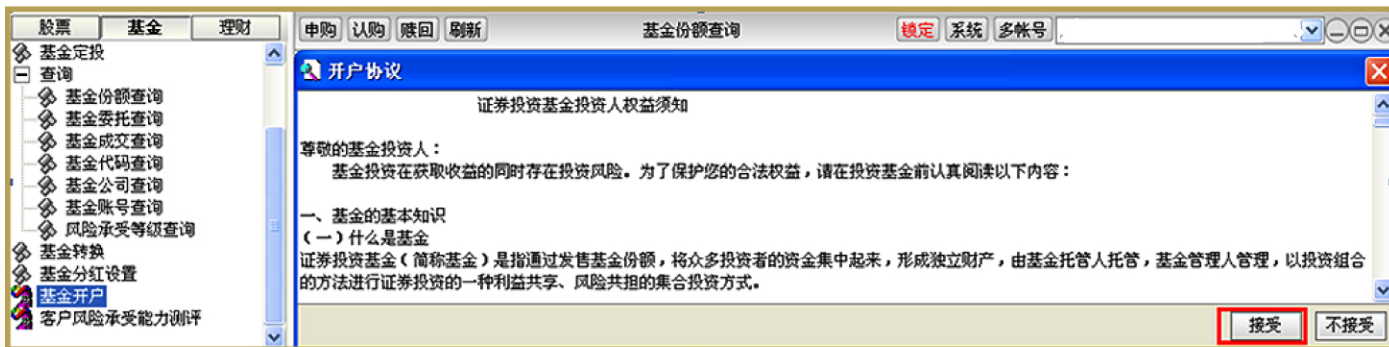 股票 基金 理财
基金定投
查询
基金份额查询
基金委托查询
基金成交查询
基金代码查询
基金公司查询
基金账号查询
风险承受等级查询
基金转换
基金分红设置
基金开户
客户风险承受能力测评
申购 认购 赎回 刷新 基金份额查询 锁定 系统 多帐号
开户协议
证券投资基金投资人权益须知
尊敬的基金投资人：
基金投资在获取收益的同时存在投资风险。为了保护您的合法权益，请在投资基金前认真阅读以下内容：
一、基金的基本知识
（一）什么是基金
证券投资基金（简称基金）是指通过发售基金份额，将众多投资者的资金集中起来，形成独立财产，由基金托管人托管，基金管理人管理，以投资组合
的方法进行证券投资的一种利益共享、风险共担的集合投资方式。
接受 不接受